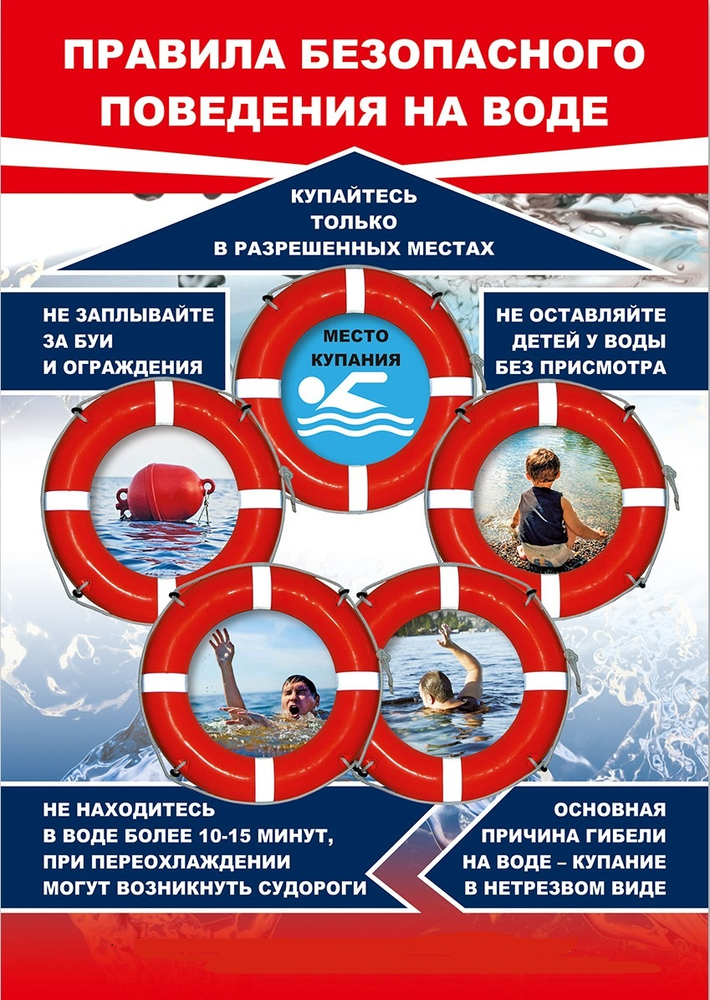 ПРАВИЛА БЕЗОПАСНОГО
ПОВЕДЕНИЯ НА ВОДЕ
КУПАЙТЕСЬ
ТОЛЬКО
В РАЗРЕШЕННЫХ МЕСТАХ
НЕ ЗАПЛЫВАЙТЕ
ЗА БУИ
И ОГРАЖДЕНИЯ
МЕСТО
КУПАНИЯ
НЕ ОСТАВЛЯЙТЕ
ДЕТЕЙ У ВОДЫ
БЕЗ ПРИСМОТРА
НЕ НАХОДИТЕСЬ
В ВОДЕ БОЛЕЕ 10-15 МИНУТ,
ПРИ ПЕРЕОХЛАЖДЕНИИ
МОГУТ ВОЗНИКНУТЬ СУДОРОГИ
ОСНОВНАЯ
ПРИЧИНА ГИБЕЛИ
НА ВОДЕ – КУПАНИЕ
В НЕТРЕЗВОМ ВИДЕ